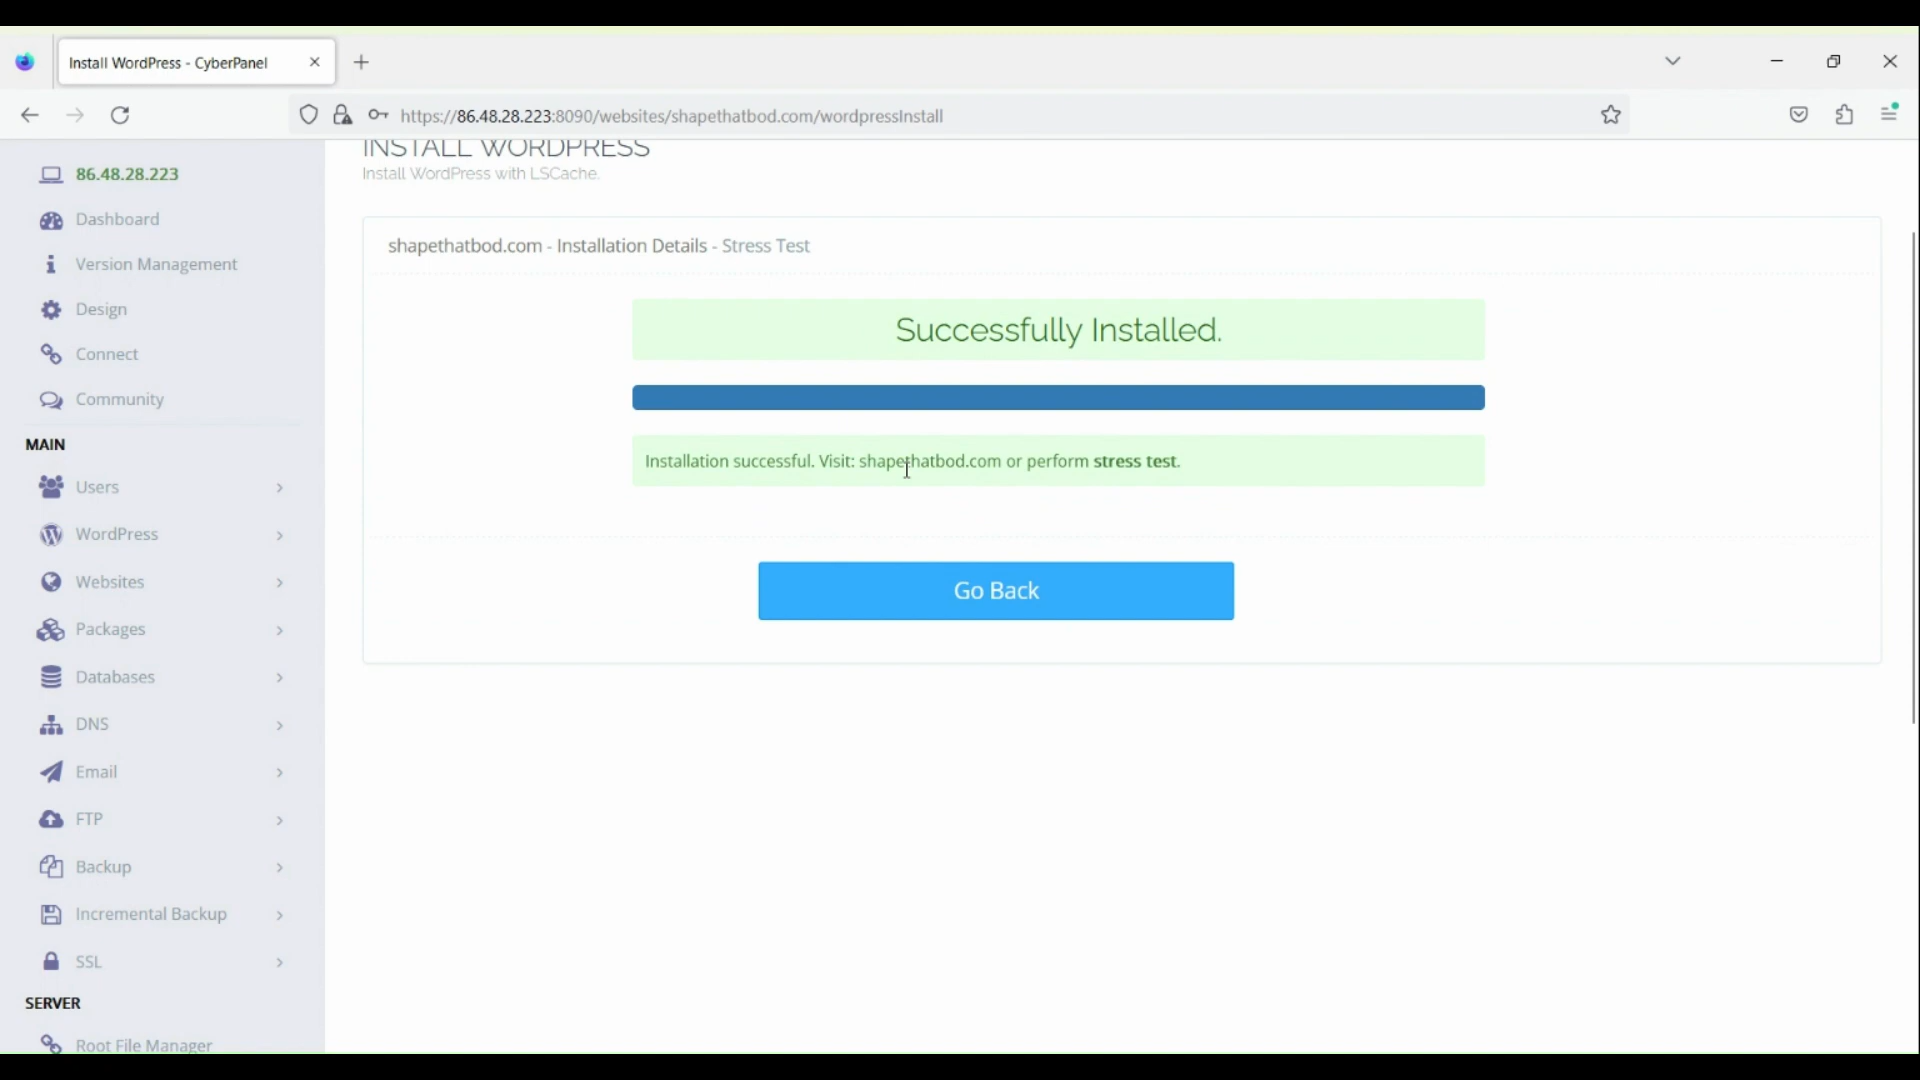 Install WordPress - CyberPanel
https://86.48.28.223:8090/websites/shapethatbod.com/wordpressInstall
86.48.28.223
Dashboard
Version Management
Design
Connect
Community
MAIN
Users
WordPress
Websites
Packages
Databases
DNS
Email
FTP
Backup
Incremental Backup
SSL
SERVER
Root File Manager
INSTALL WORDPRESS
Install WordPress with LSCache.
shapethatbod.com - Installation Details - Stress Test
Successfully Installed.
Installation successful. Visit: shapethatbod.com or perform stress test.
Go Back